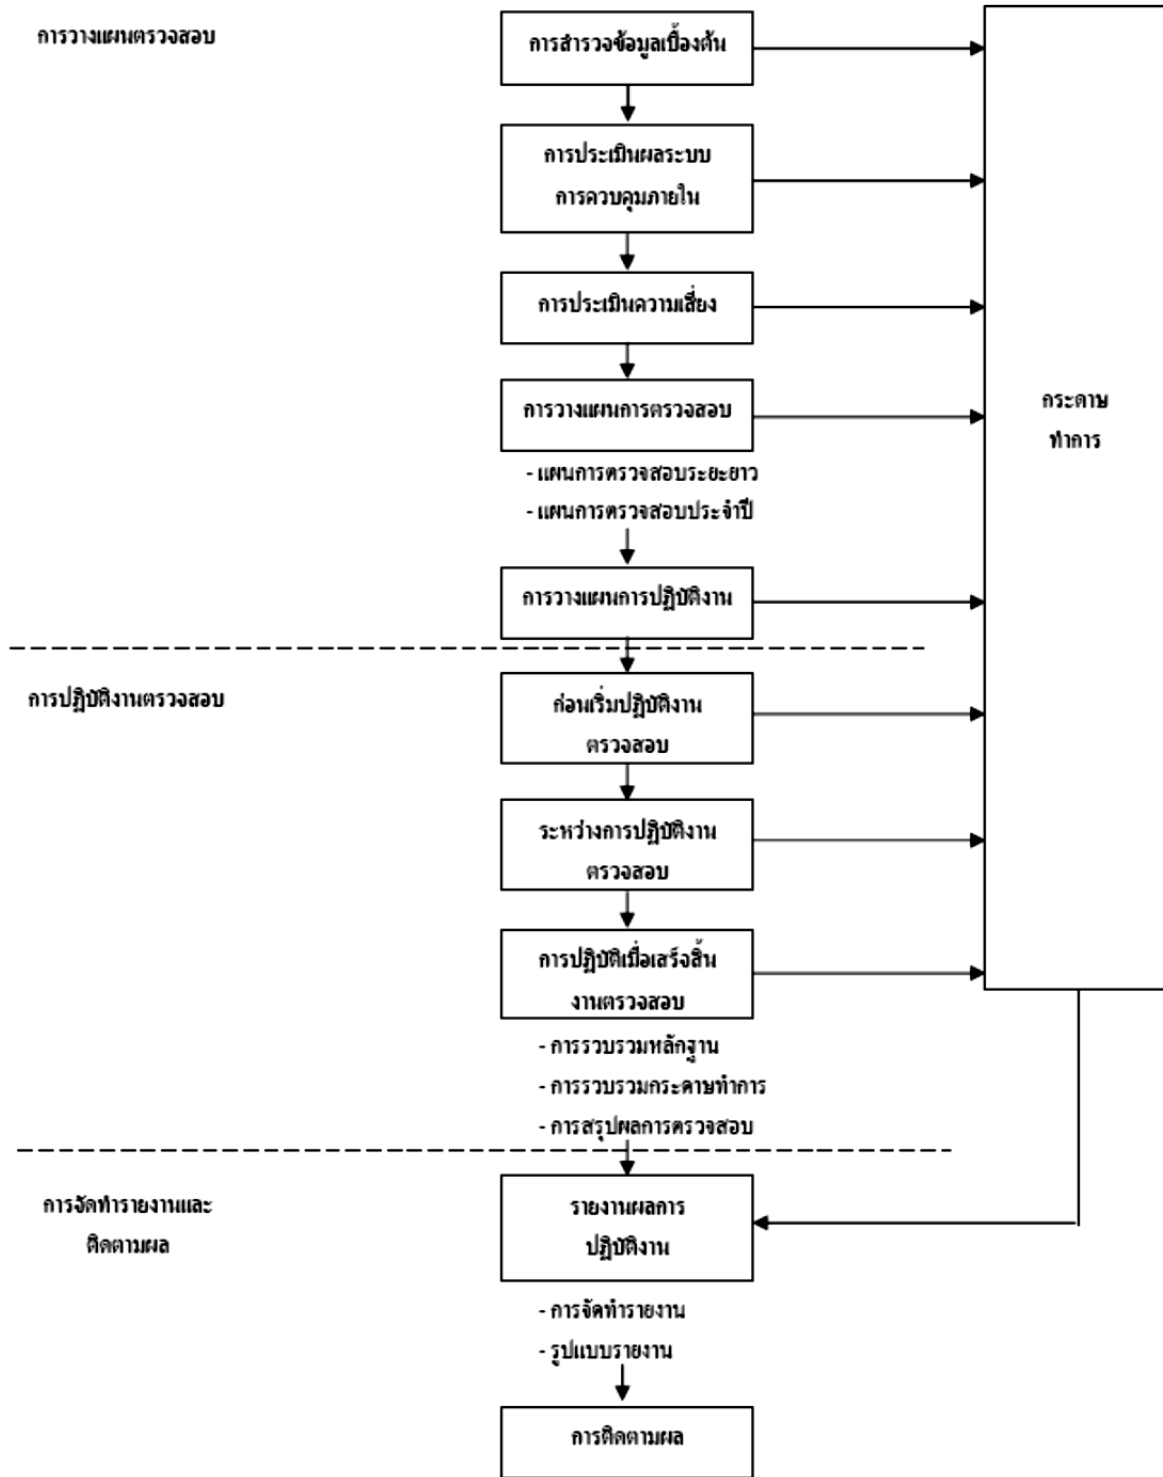 การวางแผนตรวจสอบ
การสำรวจข้อมูลเบื้องต้น
การประเมินผลระบบ
การควบคุมภายใน
การประเมินความเสี่ยง
การวางแผนการตรวจสอบ
- แผนการตรวจสอบระยะยาว
- แผนการตรวจสอบประจำปี
การวางแผนการปฏิบัติงาน
กระดาษ
ทำการ
การปฏิบัติงานตรวจสอบ
ก่อนเริ่มปฏิบัติงาน
ตรวจสอบ
ระหว่างการปฏิบัติงาน
ตรวจสอบ
การปฏิบัติเมื่อเสร็จสิ้น
งานตรวจสอบ
- การรวบรวมหลักฐาน
- การรวบรวมกระดาษทำการ
- การสรุปผลการตรวจสอบ
การจัดทำรายงานและ
ติดตามผล
รายงานผลการ
ปฏิบัติงาน
- การจัดทำรายงาน
- รูปแบบรายงาน
การติดตามผล